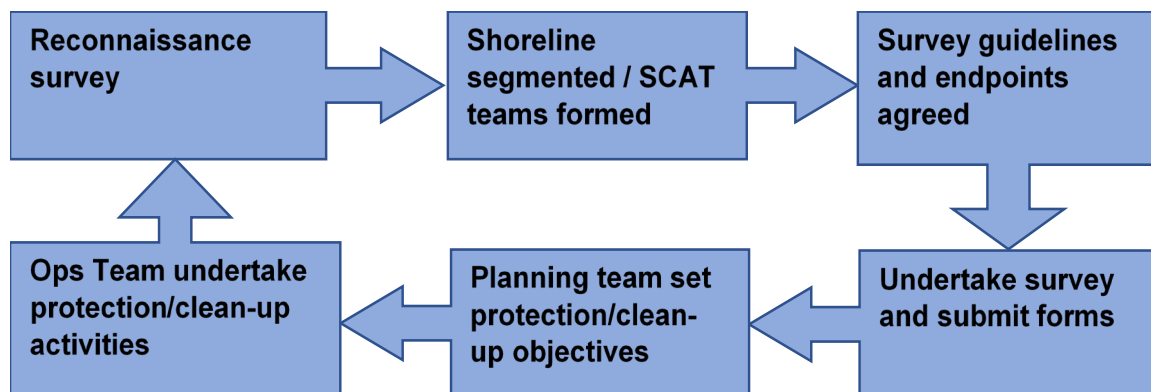 Reconnaissance
survey
Shoreline
segmented / SCAT
teams formed
Survey guidelines
and endpoints
agreed
Undertake survey
and submit forms
Planning team set
protection/clean-
up objectives
Ops Team undertake
protection/clean-up
activities